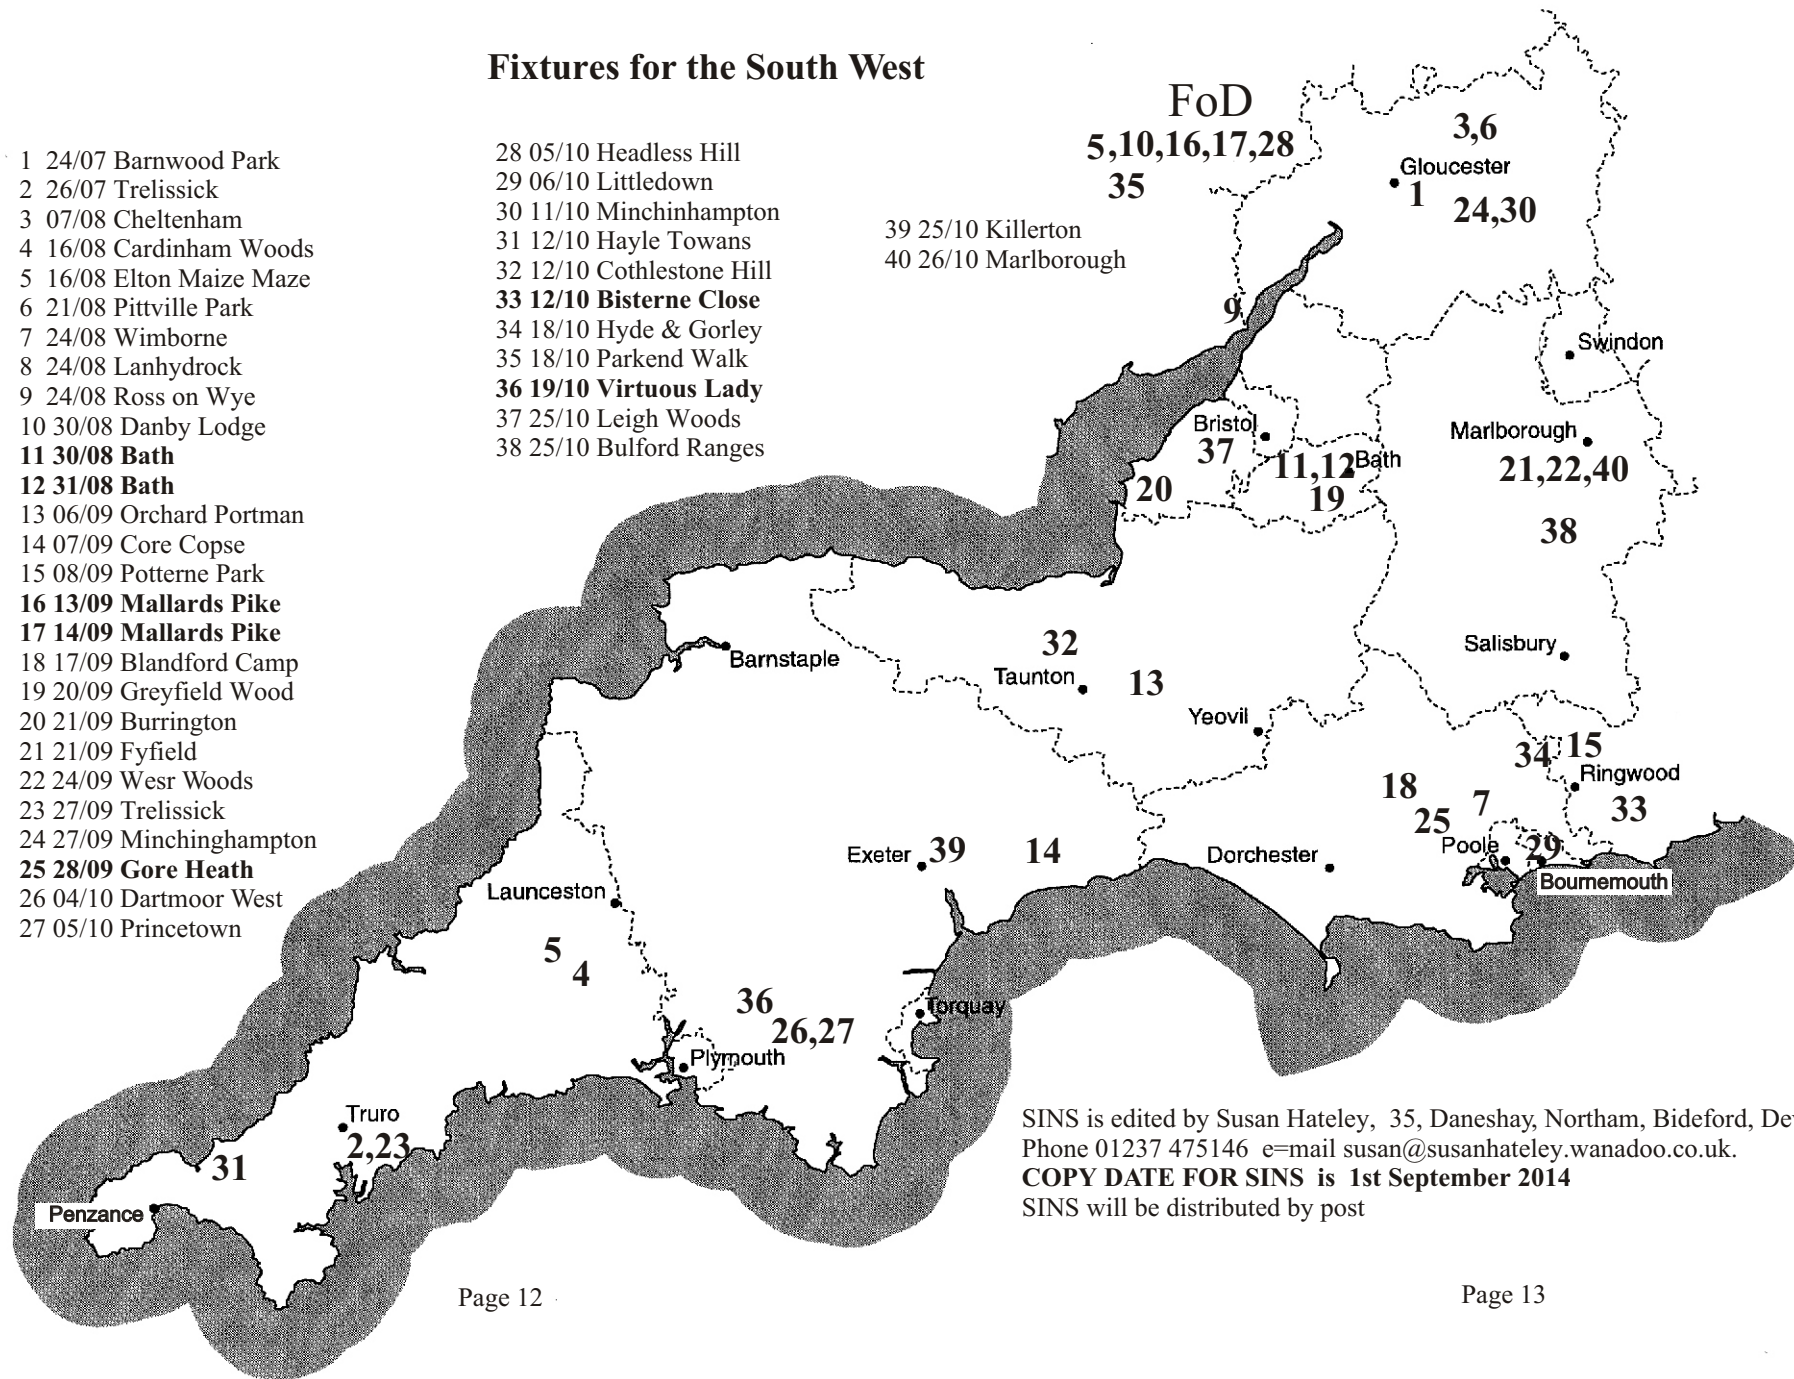 Fixtures for the South West
1 24/07 Barnwood Park
2 26/07 Trelissick
3 07/08 Cheltenham
4 16/08 Cardinham Woods
5 16/08 Elton Maize Maze
6 21/08 Pittville Park
7 24/08 Wimborne
8 24/08 Lanhydrock
9 24/08 Ross on Wye
10 30/08 Danby Lodge
11 30/08 Bath
12 31/08 Bath
13 06/09 Orchard Portman
14 07/09 Core Copse
15 08/09 Potterne Park
16 13/09 Mallards Pike
17 14/09 Mallards Pike
18 17/09 Blandford Camp
19 20/09 Greyfield Wood
20 21/09 Burrington
21 21/09 Fyfield
22 24/09 Wesr Woods
23 27/09 Trelissick
24 27/09 Minchinghampton
25 28/09 Gore Heath
26 04/10 Dartmoor West
27 05/10 Princetown
28 05/10 Headless Hill
29 06/10 Littledown
30 11/10 Minchinhampton
31 12/10 Hayle Towans
32 12/10 Cothlestone Hill
33 12/10 Bisterne Close
34 18/10 Hyde & Gorley
35 18/10 Parkend Walk
36 19/10 Virtuous Lady
37 25/10 Leigh Woods
38 25/10 Bulford Ranges
39 25/10 Killerton
40 26/10 Marlborough
FoD
5,10,16,17,28
35
3,6
Gloucester
1
24,30
9
Swindon
Bristol
37
Marlborough
21,22,40
11,12
Bath
20
19
38
32
Salisbury
Barnstaple
Taunton
13
Yeovil
34
15
Ringwood
18
7
33
25
Exeter
39
14
Dorchester
Poole
29
Bournemouth
Launceston
5
4
36
Torquay
26,27
Plymouth
Truro
2,23
31
Penzance
SINS is edited by Susan Hateley, 35, Daneshay, Northam, Bideford, De
Phone 01237 475146 e=mail susan@susanhateley.wanadoo.co.uk.
COPY DATE FOR SINS is 1st September 2014
SINS will be distributed by post
Page 12
Page 13